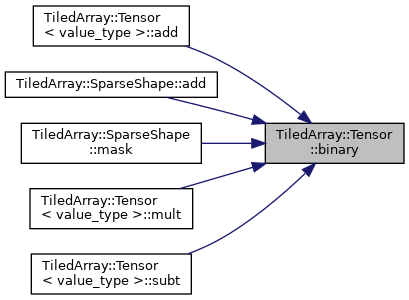 TiledArray::Tensor
< value_type >::add
TiledArray::SparseShape::add
TiledArray::SparseShape
::mask
TiledArray::Tensor
::binary
TiledArray::Tensor
< value_type >::mult
TiledArray::Tensor
< value_type >::subt